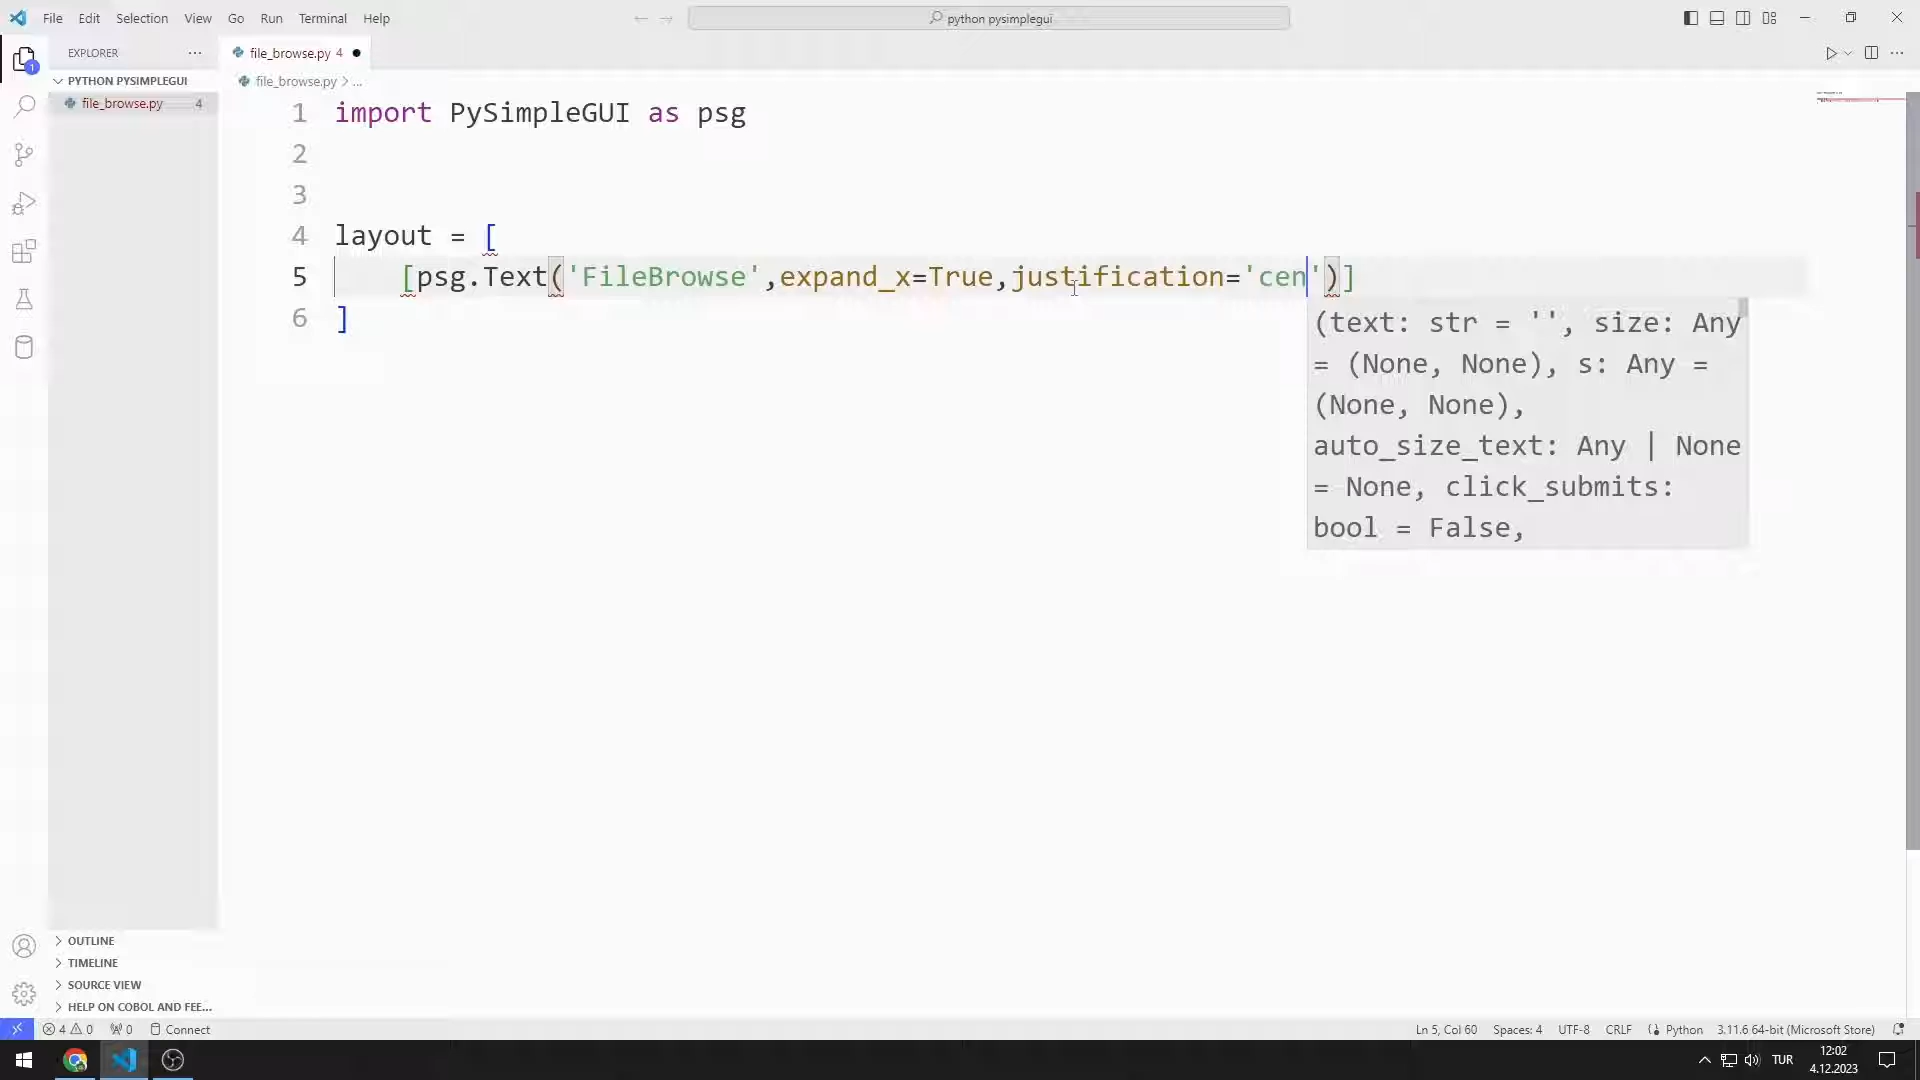 File Edit Selection View Go Run Terminal Help
python pysimplegui
EXPLORER ...
file_browse.py 4
PYTHON PYSIMPLEGUI
file_browse.py > ...
file_browse.py 4
1
1 import PySimpleGUI as psg
2
3
4 layout = [
5 [psg.Text('FileBrowse',expand_x=True,justification='cen')]
6 ]
(text: str = '', size: Any
= (None, None), s: Any =
(None, None),
auto_size_text: Any | None
= None, click_submits:
bool = False,
OUTLINE
TIMELINE
SOURCE VIEW
HELP ON COBOL AND FEE...
4 0 0 Connect
Ln 5, Col 60 Spaces: 4 UTF-8 CRLF Python 3.11.6 64-bit (Microsoft Store)
TUR
12:02
4.12.2023